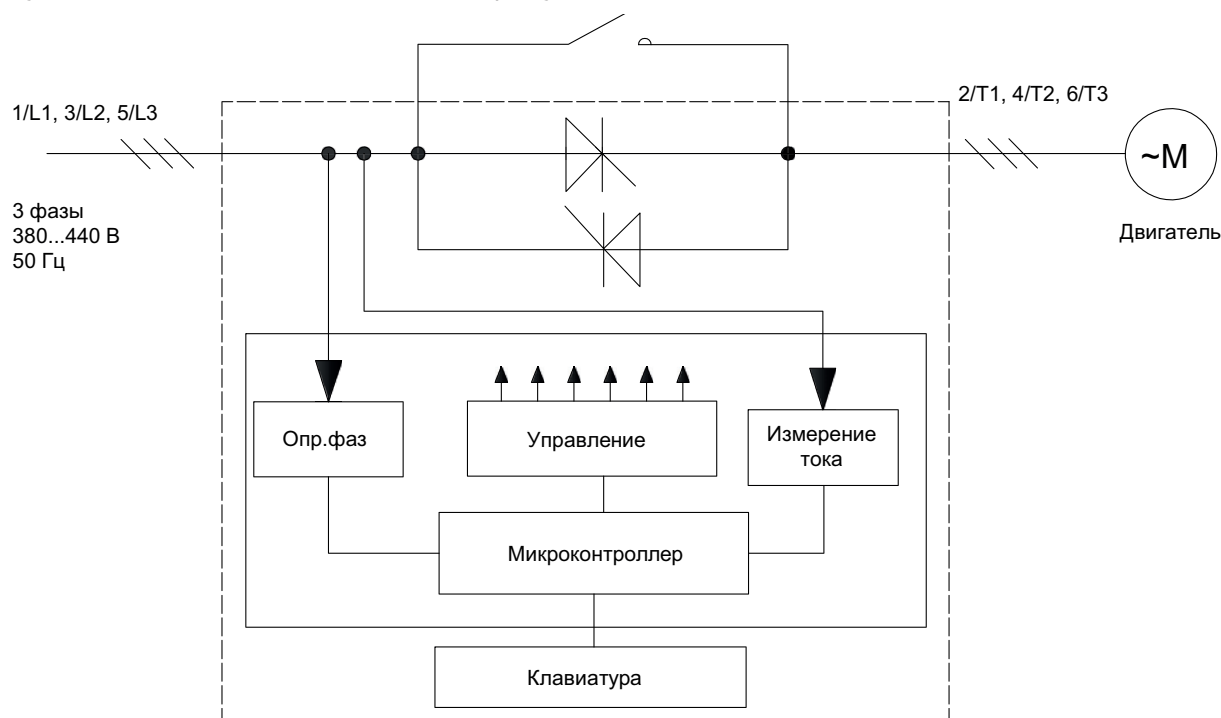 1/L1, 3/L2, 5/L3
2/T1, 4/T2, 6/T3
~M
3 фазы
380...440 В
50 Гц
Двигатель
Опр.фаз
Управление
Измерение
тока
Микроконтроллер
Клавиатура